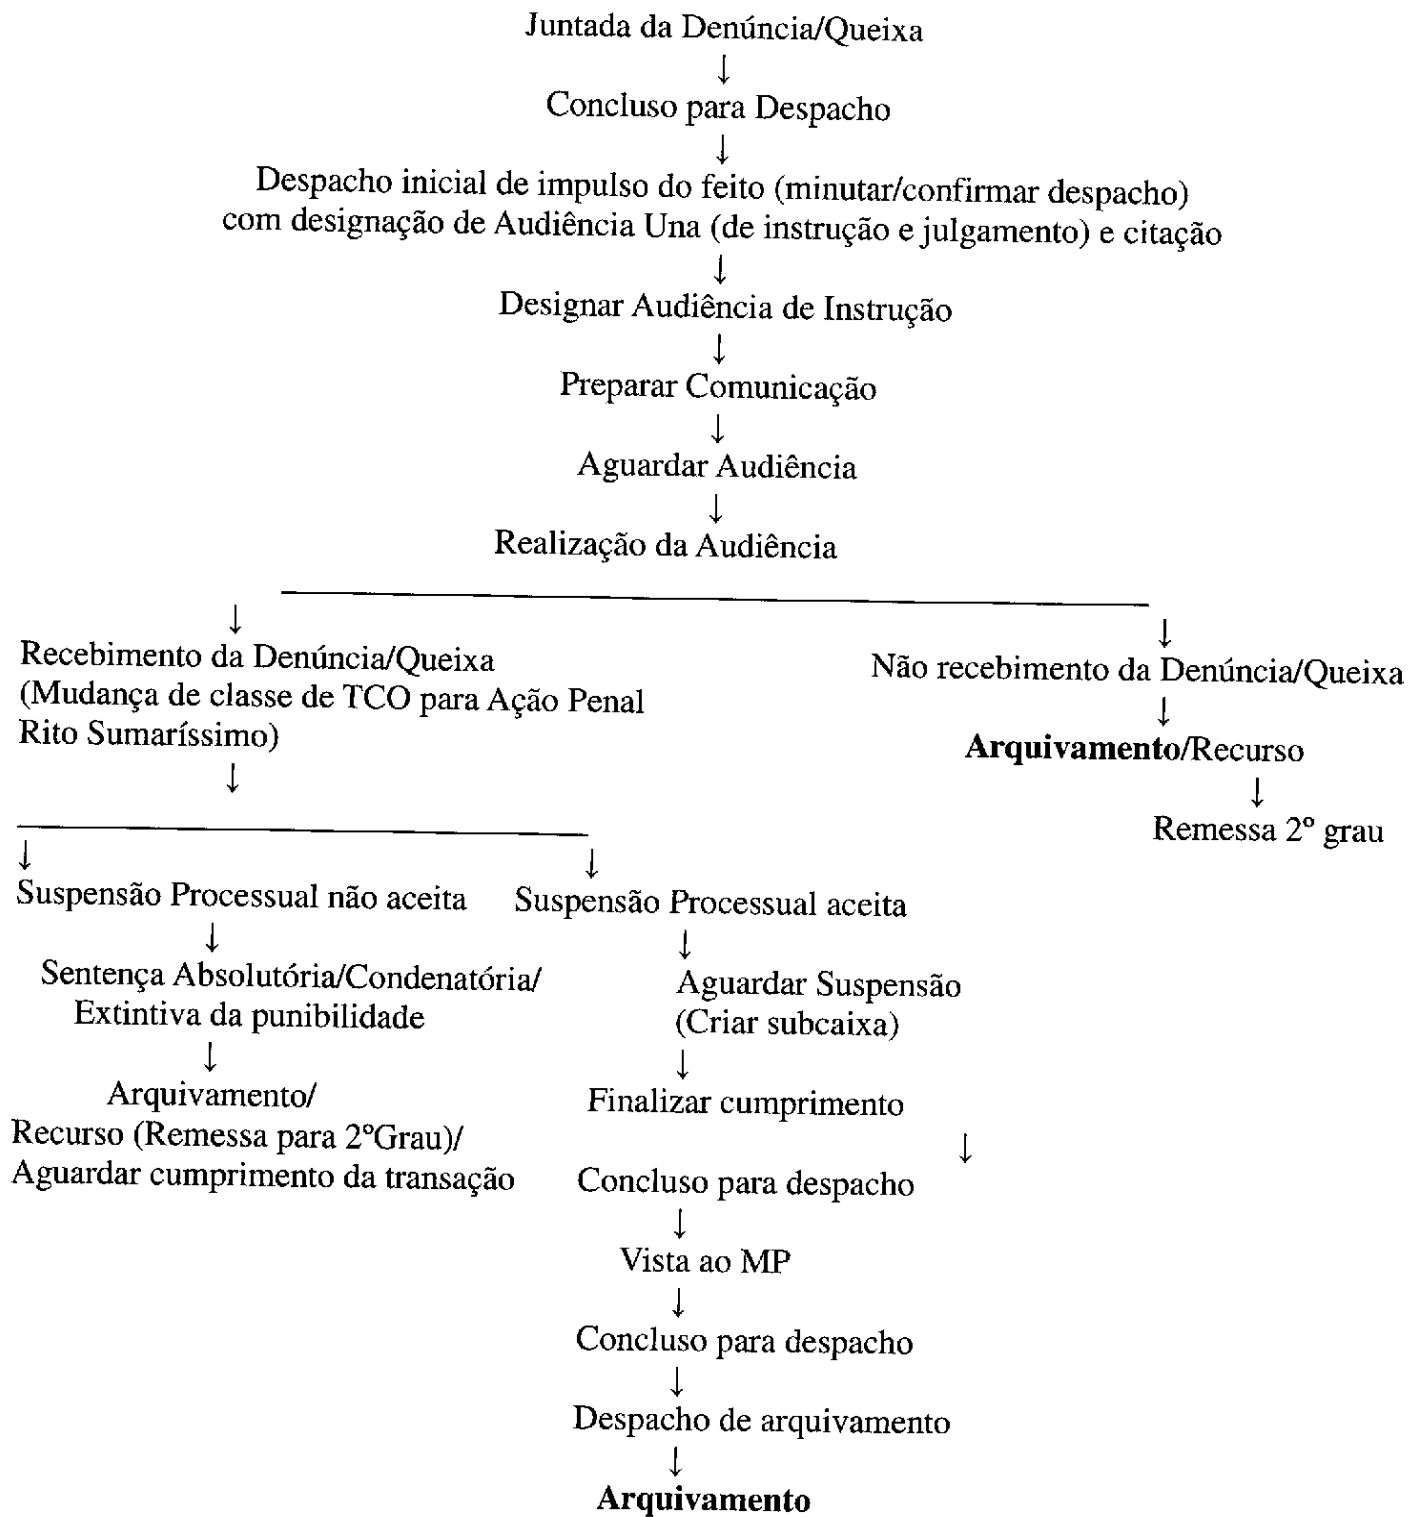 Juntada da Denúncia/Queixa
↓
Concluso para Despacho
↓
Despacho inicial de impulso do feito (minutar/confirmar despacho)
com designação de Audiência Una (de instrução e julgamento) e citação
↓
Designar Audiência de Instrução
↓
Preparar Comunicação
↓
Aguardar Audiência
↓
Realização da Audiência
↓ ↓
Recebimento da Denúncia/Queixa
(Mudança de classe de TCO para Ação Penal
Rito Sumaríssimo)
↓
Não recebimento da Denúncia/Queixa
↓
Arquivamento/Recurso
↓
Remessa 2º grau
↓ ↓
Suspensão Processual não aceita
↓
Sentença Absolutória/Condenatória/
Extintiva da punibilidade
↓
Arquivamento/
Recurso (Remessa para 2ºGrau)/
Aguardar cumprimento da transação
Suspensão Processual aceita
↓
Aguardar Suspensão
(Criar subcaixa)
↓
Finalizar cumprimento
↓
Concluso para despacho
↓
Vista ao MP
↓
Concluso para despacho
↓
Despacho de arquivamento
↓
Arquivamento